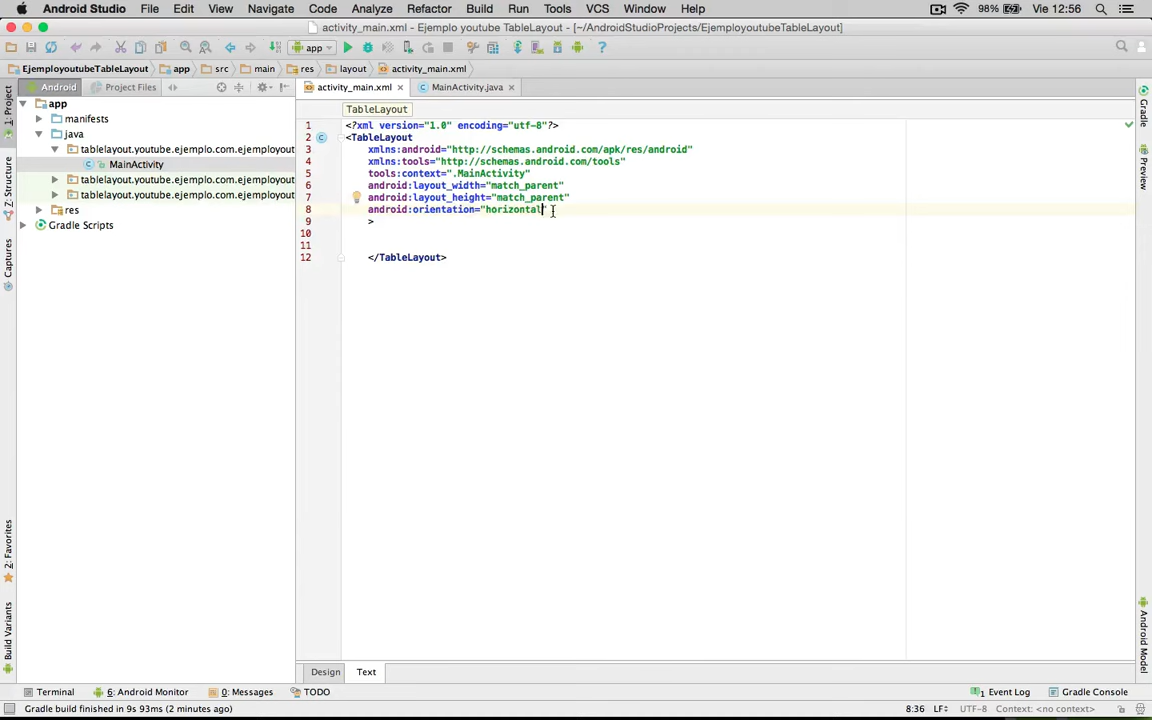 Android Studio File Edit View Navigate Code Analyze Refactor Build Run Tools VCS Window Help 98% Vie 12:56
activity_main.xml - Ejemplo youtube TableLayout - [~/AndroidStudioProjects/EjemployoutubeTableLayout]
app
EjemployoutubeTableLayout app src main res layout activity_main.xml
Android Project Files activity_main.xml MainActivity.java
TableLayout
app
manifests
java
tablelayout.youtube.ejemplo.com.ejemployout
MainActivity
tablelayout.youtube.ejemplo.com.ejemployout
tablelayout.youtube.ejemplo.com.ejemployout
res
Gradle Scripts
1: Project
7: Structure
Captures
2: Favorites
Build Variants
1 <?xml version="1.0" encoding="utf-8"?>
2 <TableLayout
3 xmlns:android="http://schemas.android.com/apk/res/android"
4 xmlns:tools="http://schemas.android.com/tools"
5 tools:context=".MainActivity"
6 android:layout_width="match_parent"
7 android:layout_height="match_parent"
8 android:orientation="horizontal"
9 >
10
11
12 </TableLayout>
Gradle
Preview
Android Model
Design Text
Terminal 6: Android Monitor 0: Messages TODO Event Log Gradle Console
Gradle build finished in 9s 93ms (2 minutes ago) 8:36 LF UTF-8 Context: <no context>